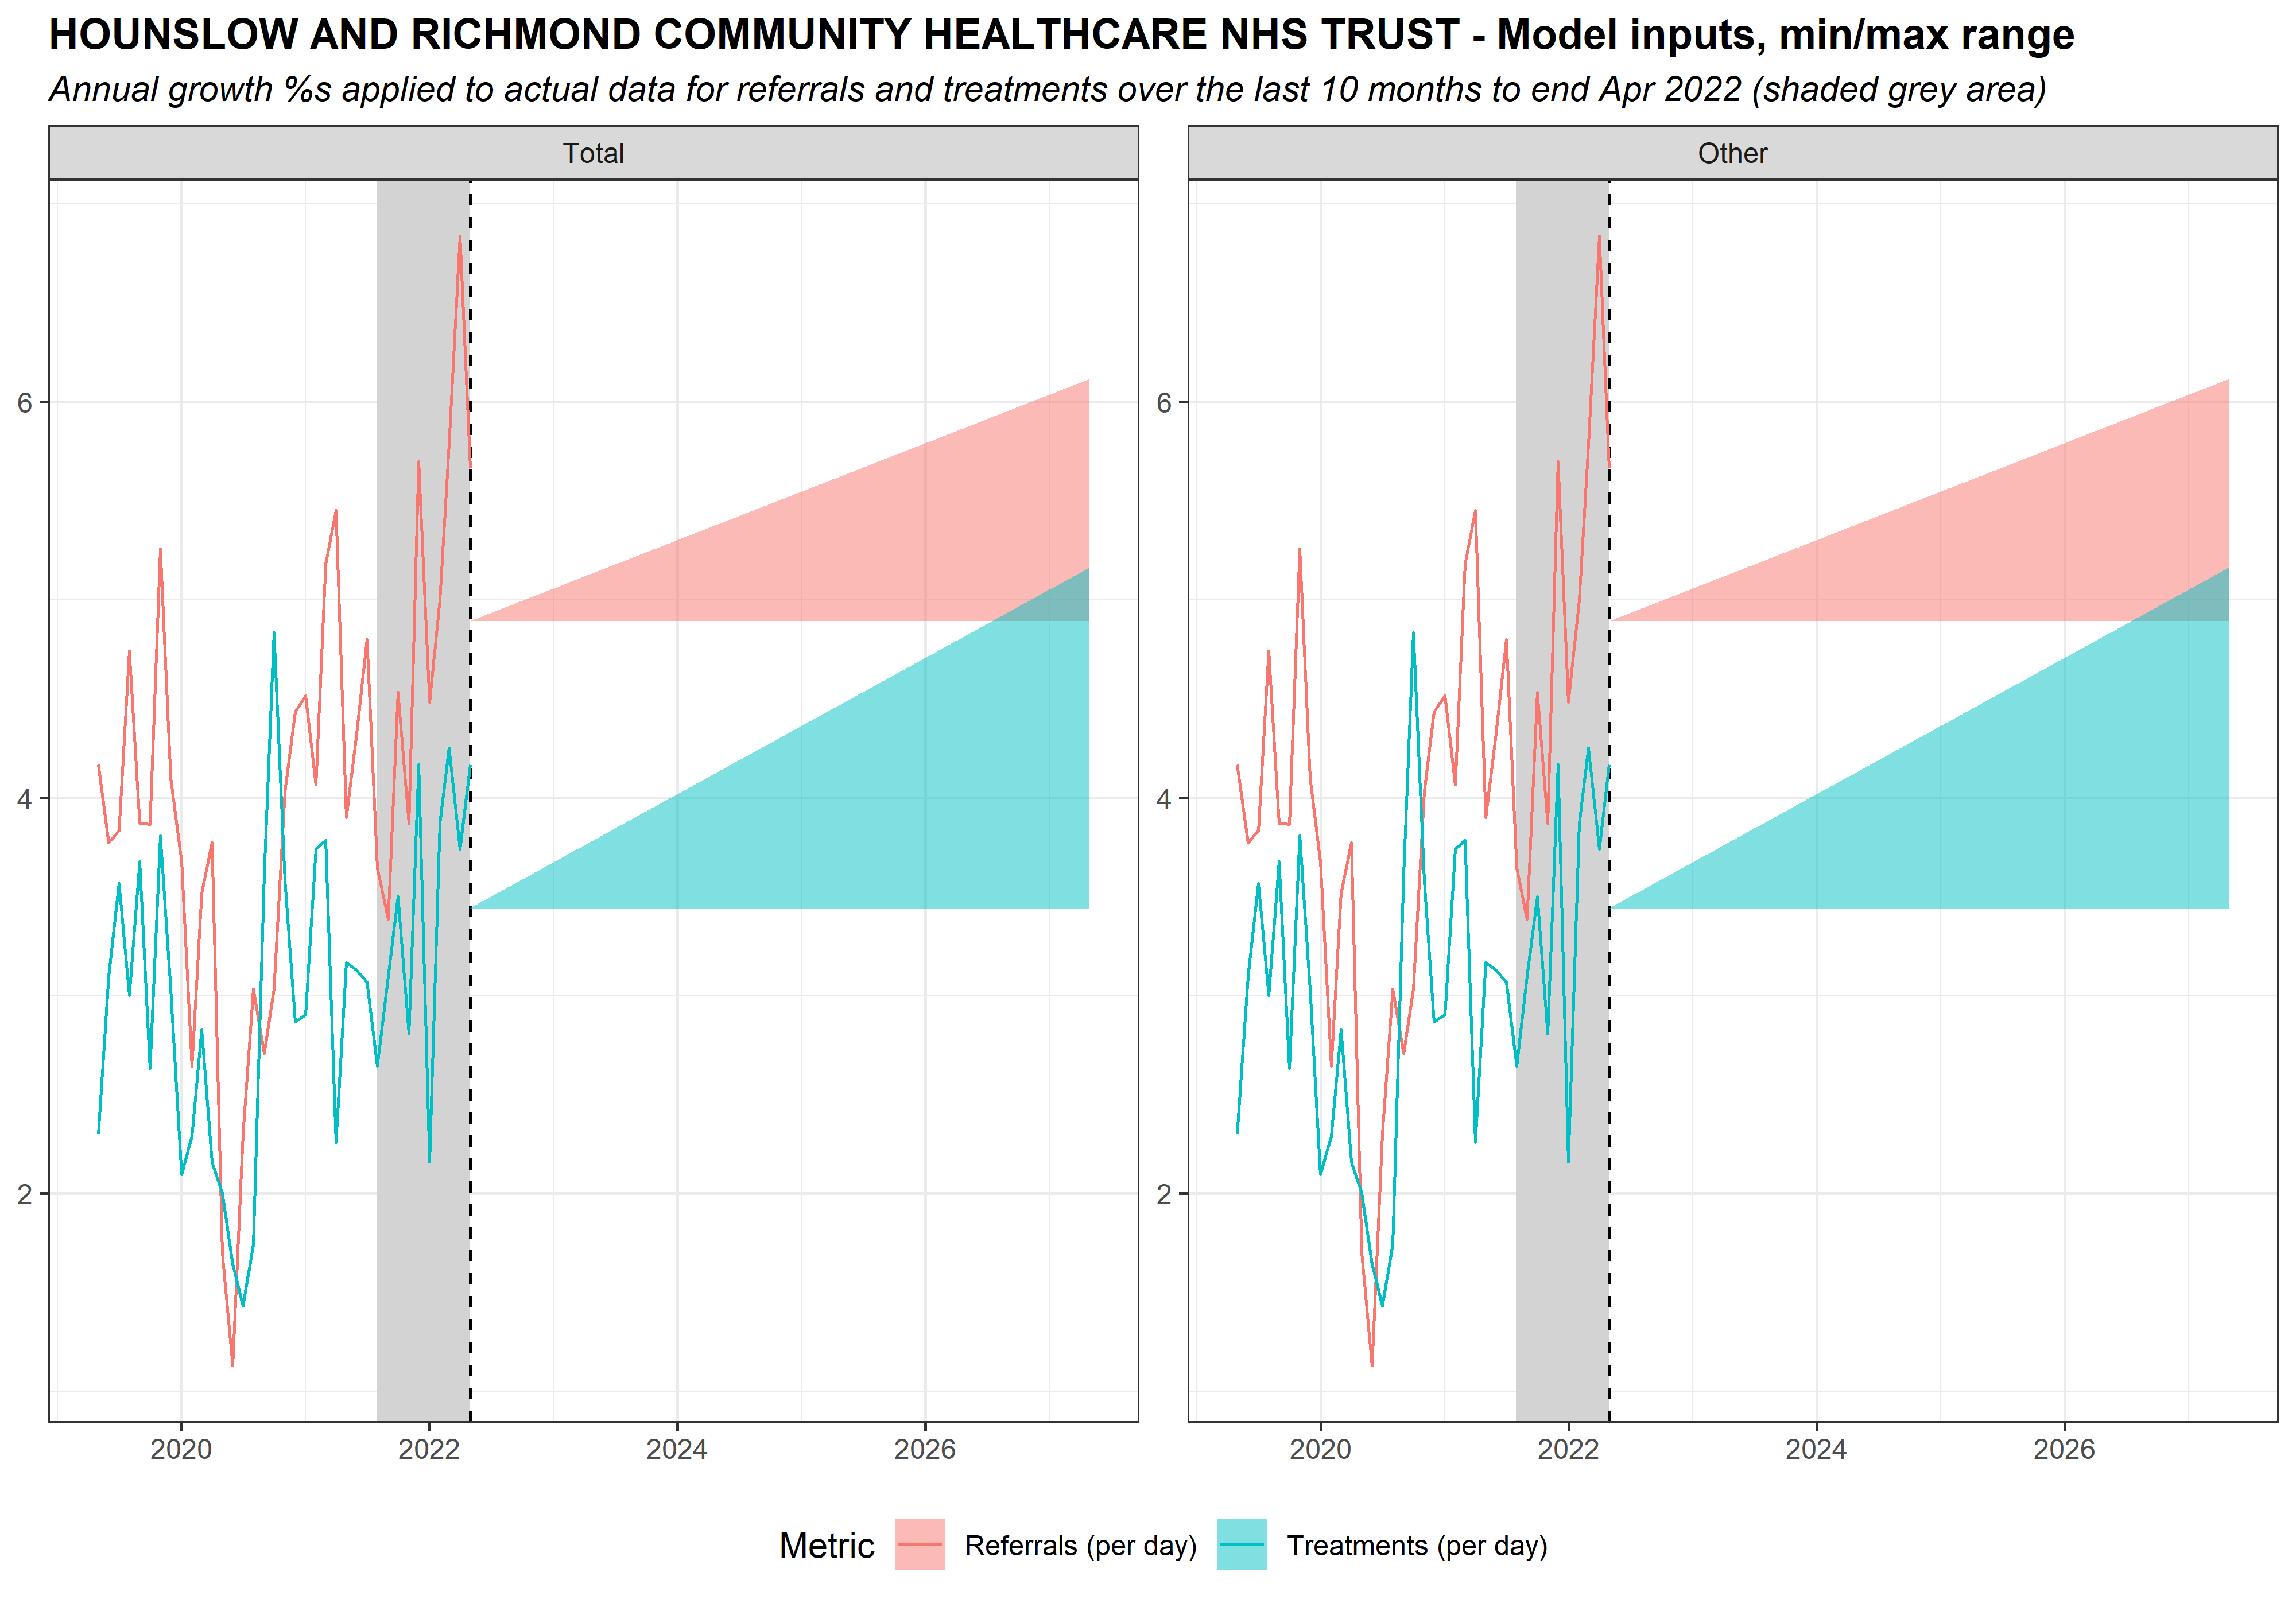 HOUNSLOW AND RICHMOND COMMUNITY HEALTHCARE NHS TRUST - Model inputs, min/max range
Annual growth %s applied to actual data for referrals and treatments over the last 10 months to end Apr 2022 (shaded grey area)
Total
Other
6
4
2
6
4
2
2020
2022
2024
2026
2020
2022
2024
2026
Metric
Referrals (per day)
Treatments (per day)